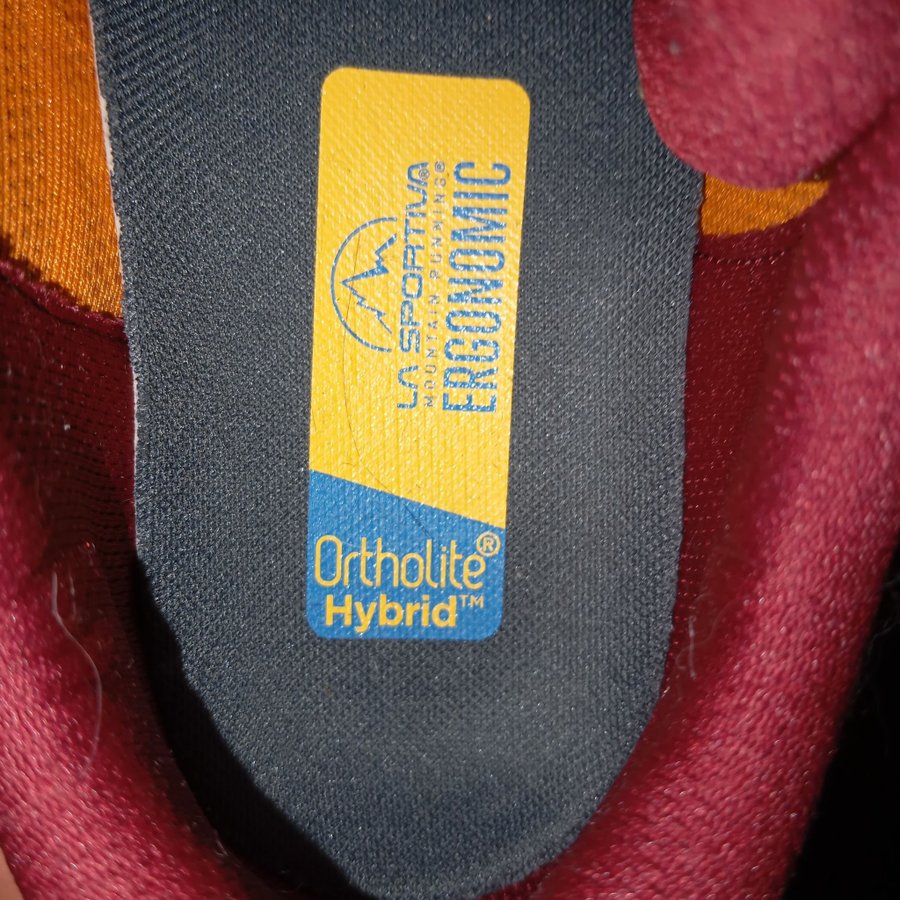 LA SPORTIVA®
MOUNTAIN RUNNING®
ERGONOMIC
Ortholite®
Hybrid™